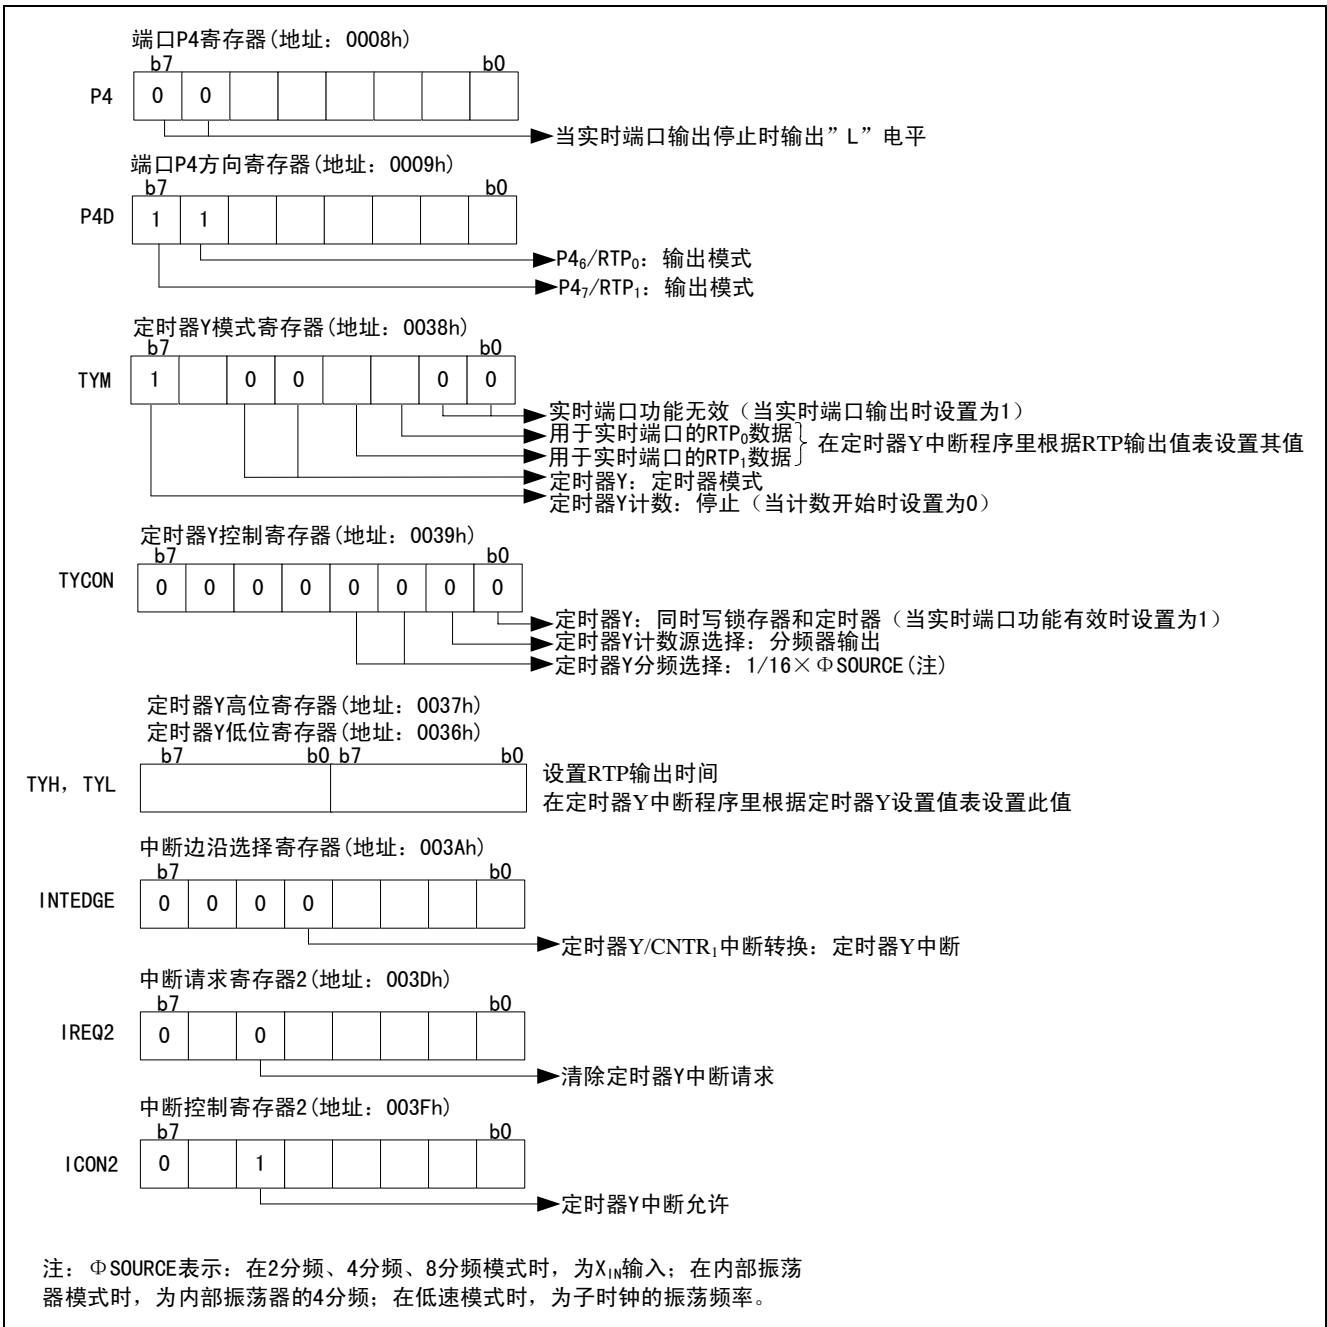 端口P4寄存器(地址：0008h)
b7 b0
P4 0 0
当实时端口输出停止时输出”L”电平
端口P4方向寄存器(地址：0009h)
b7 b0
P4D 1 1
P4₆/RTP₀：输出模式
P4₇/RTP₁：输出模式
定时器Y模式寄存器(地址：0038h)
b7 b0
TYM 1 0 0 0 0
实时端口功能无效（当实时端口输出时设置为1）
用于实时端口的RTP₀数据
用于实时端口的RTP₁数据
在定时器Y中断程序里根据RTP输出值表设置其值
定时器Y：定时器模式
定时器Y计数：停止（当计数开始时设置为0）
定时器Y控制寄存器(地址：0039h)
b7 b0
TYCON 0 0 0 0 0 0 0 0
定时器Y：同时写锁存器和定时器（当实时端口功能有效时设置为1）
定时器Y计数源选择：分频器输出
定时器Y分频选择：1/16×ΦSOURCE(注)
定时器Y高位寄存器(地址：0037h)
定时器Y低位寄存器(地址：0036h)
b7 b0 b7 b0
TYH，TYL
设置RTP输出时间
在定时器Y中断程序里根据定时器Y设置值表设置此值
中断边沿选择寄存器(地址：003Ah)
b7 b0
INTEDGE 0 0 0 0
定时器Y/CNTR₁中断转换：定时器Y中断
中断请求寄存器2(地址：003Dh)
b7 b0
IREQ2 0 0
清除定时器Y中断请求
中断控制寄存器2(地址：003Fh)
b7 b0
ICON2 0 1
定时器Y中断允许
注：ΦSOURCE表示：在2分频、4分频、8分频模式时，为X<sub>IN</sub>输入；在内部振荡
器模式时，为内部振荡器的4分频；在低速模式时，为子时钟的振荡频率。